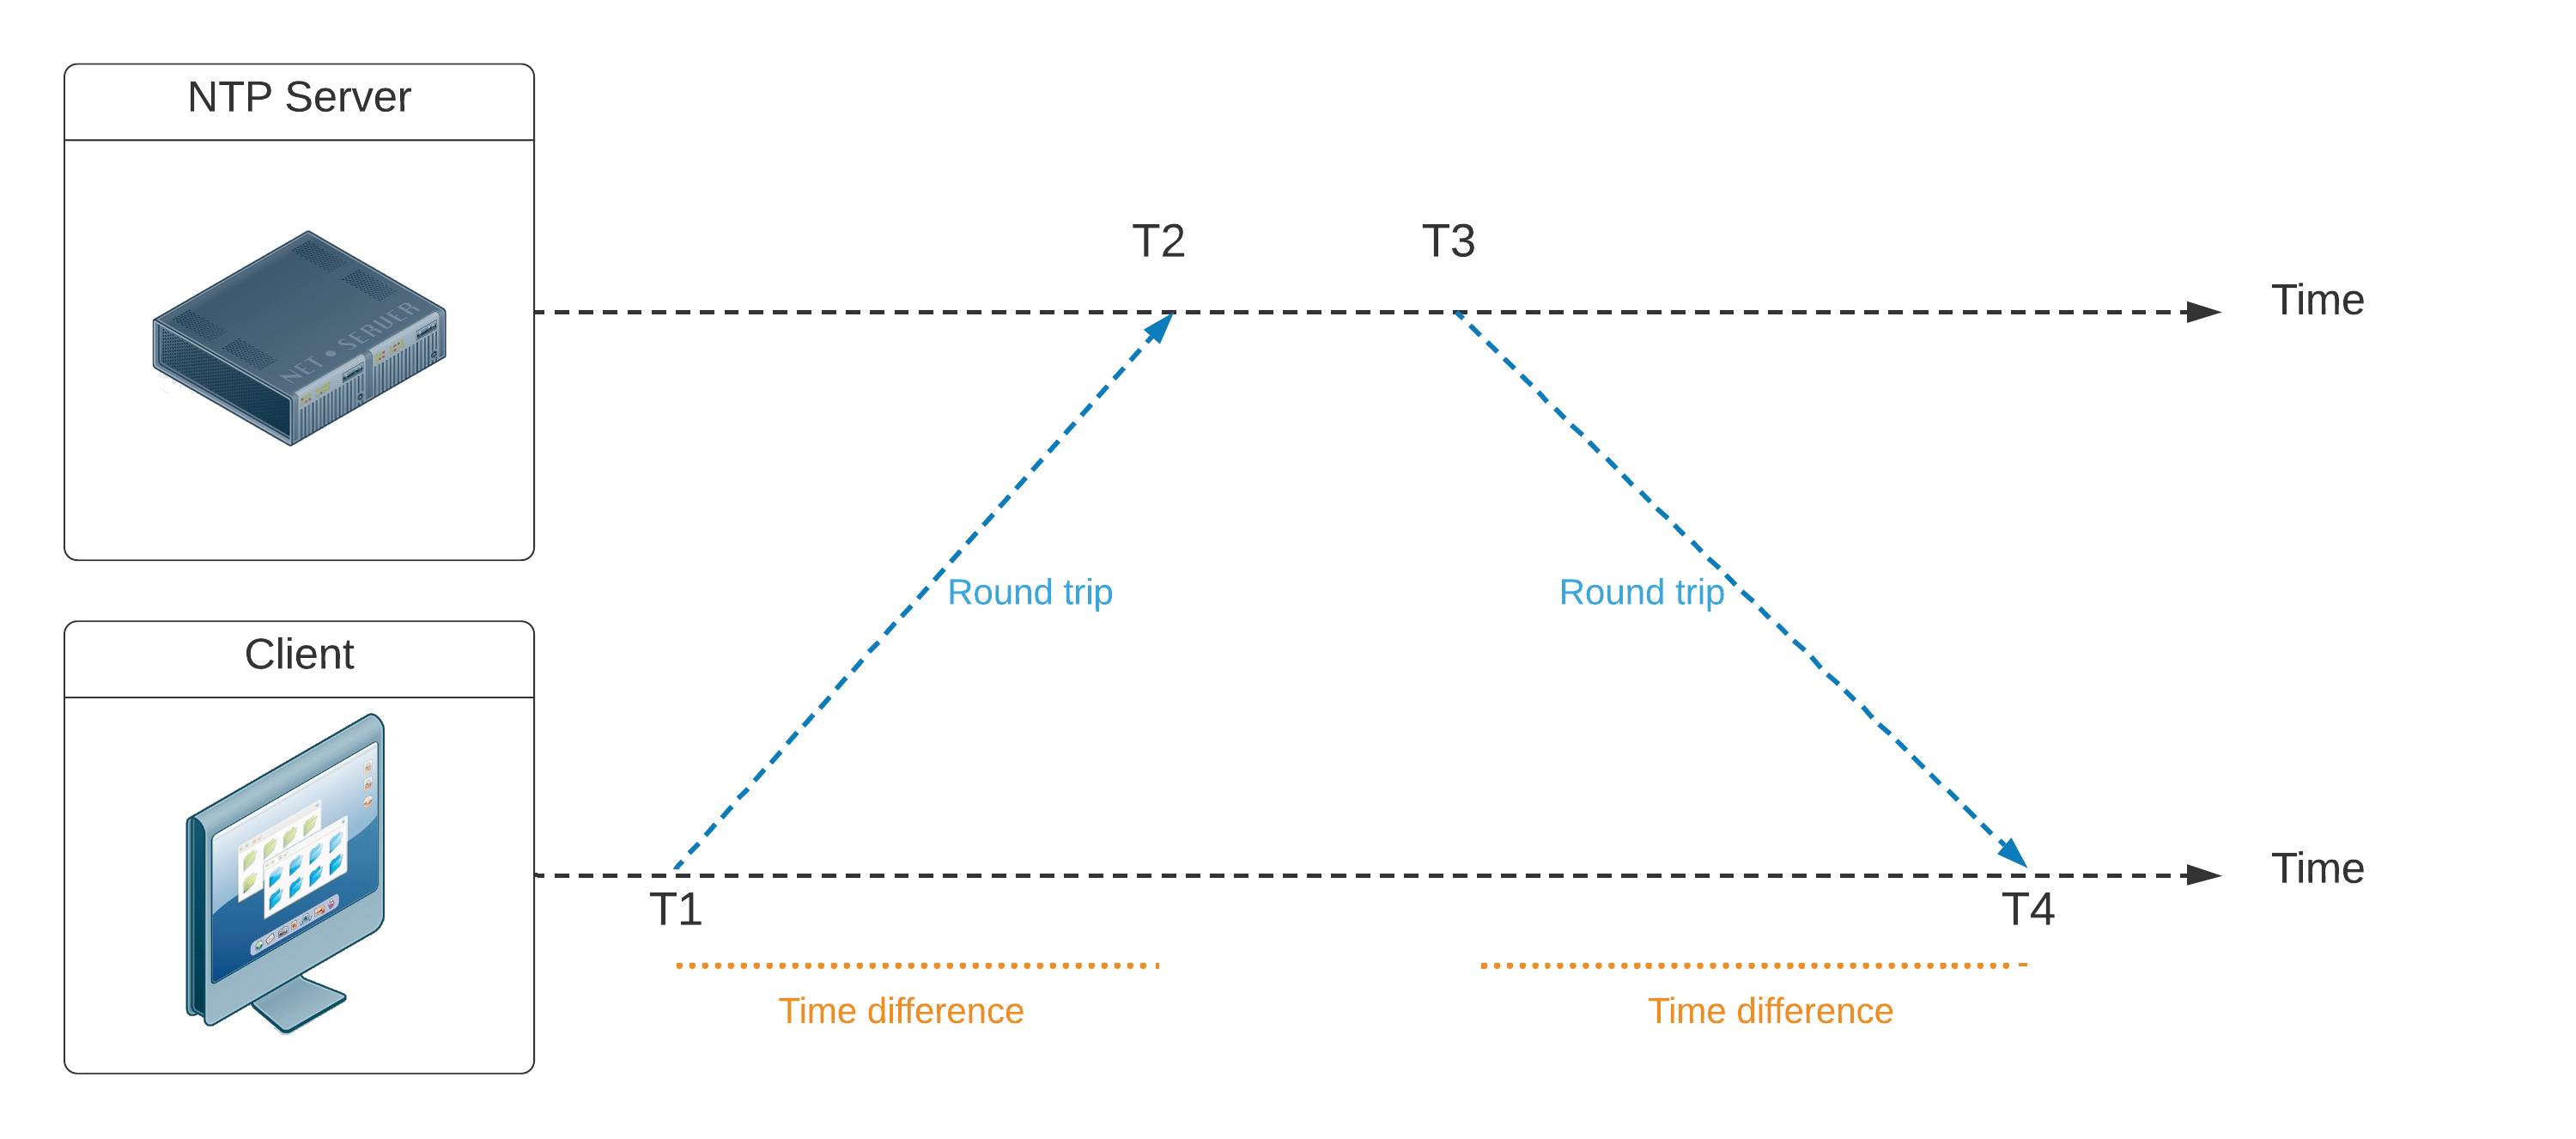 NTP Server
NET • SERVER
T2
T3
Time
Round trip
Round trip
Client
Time
T1
T4
Time difference
Time difference